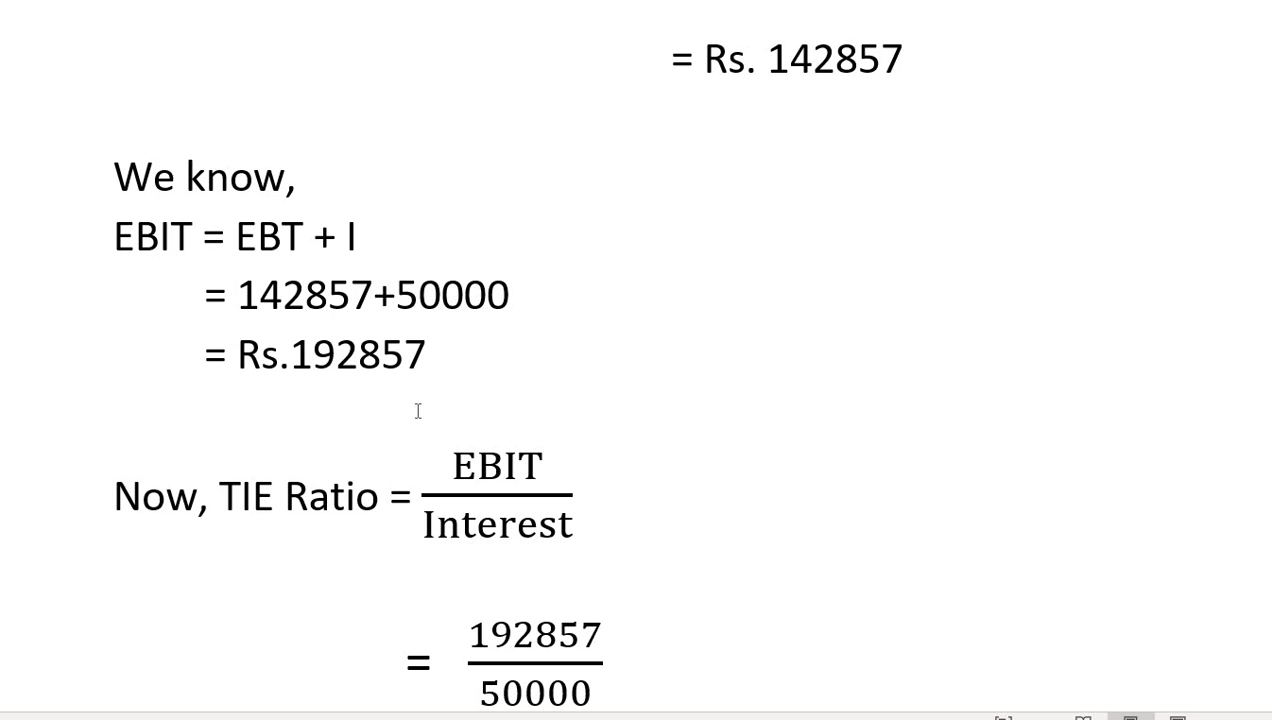 = Rs. 142857
We know,
EBIT = EBT + I
= 142857+50000
= Rs.192857
Now, TIE Ratio = EBIT / Interest
= 192857 / 50000